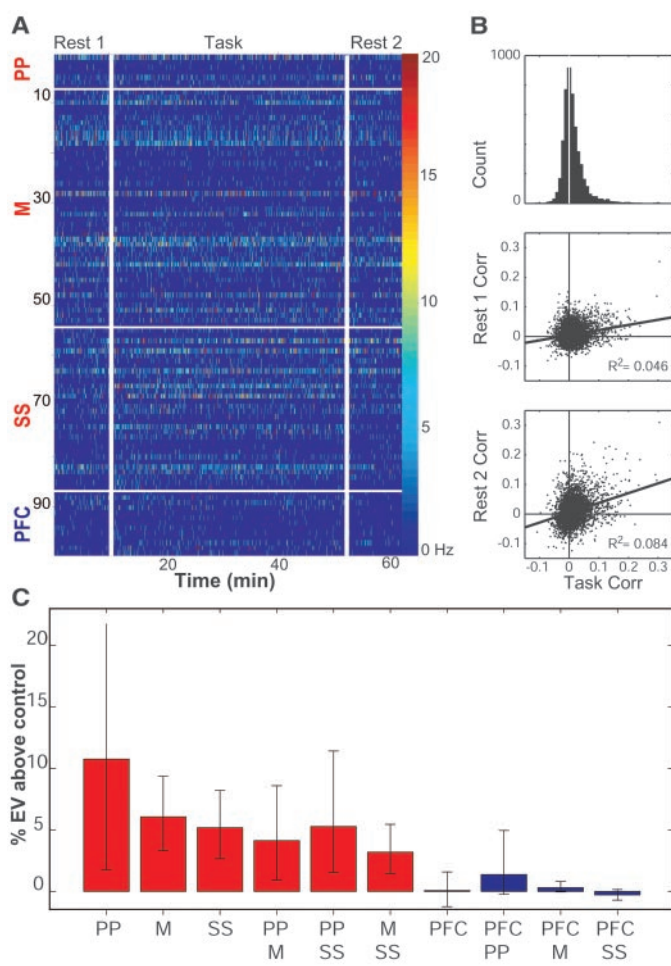 A
Rest 1 Task Rest 2
PP
M
SS
PFC
10
30
50
70
90
20 40 60
Time (min)
20
15
10
5
0 Hz
B
1000
Count
0
0.3
0.2
0.1
0
-0.1
Rest 1 Corr
R²= 0.046
0.3
0.2
0.1
0
-0.1
Rest 2 Corr
R²= 0.084
-0.1 0 0.1 0.2 0.3
Task Corr
C
% EV above control
20
15
10
5
0
PP M SS PP M PP SS M SS PFC PFC PP PFC M PFC SS